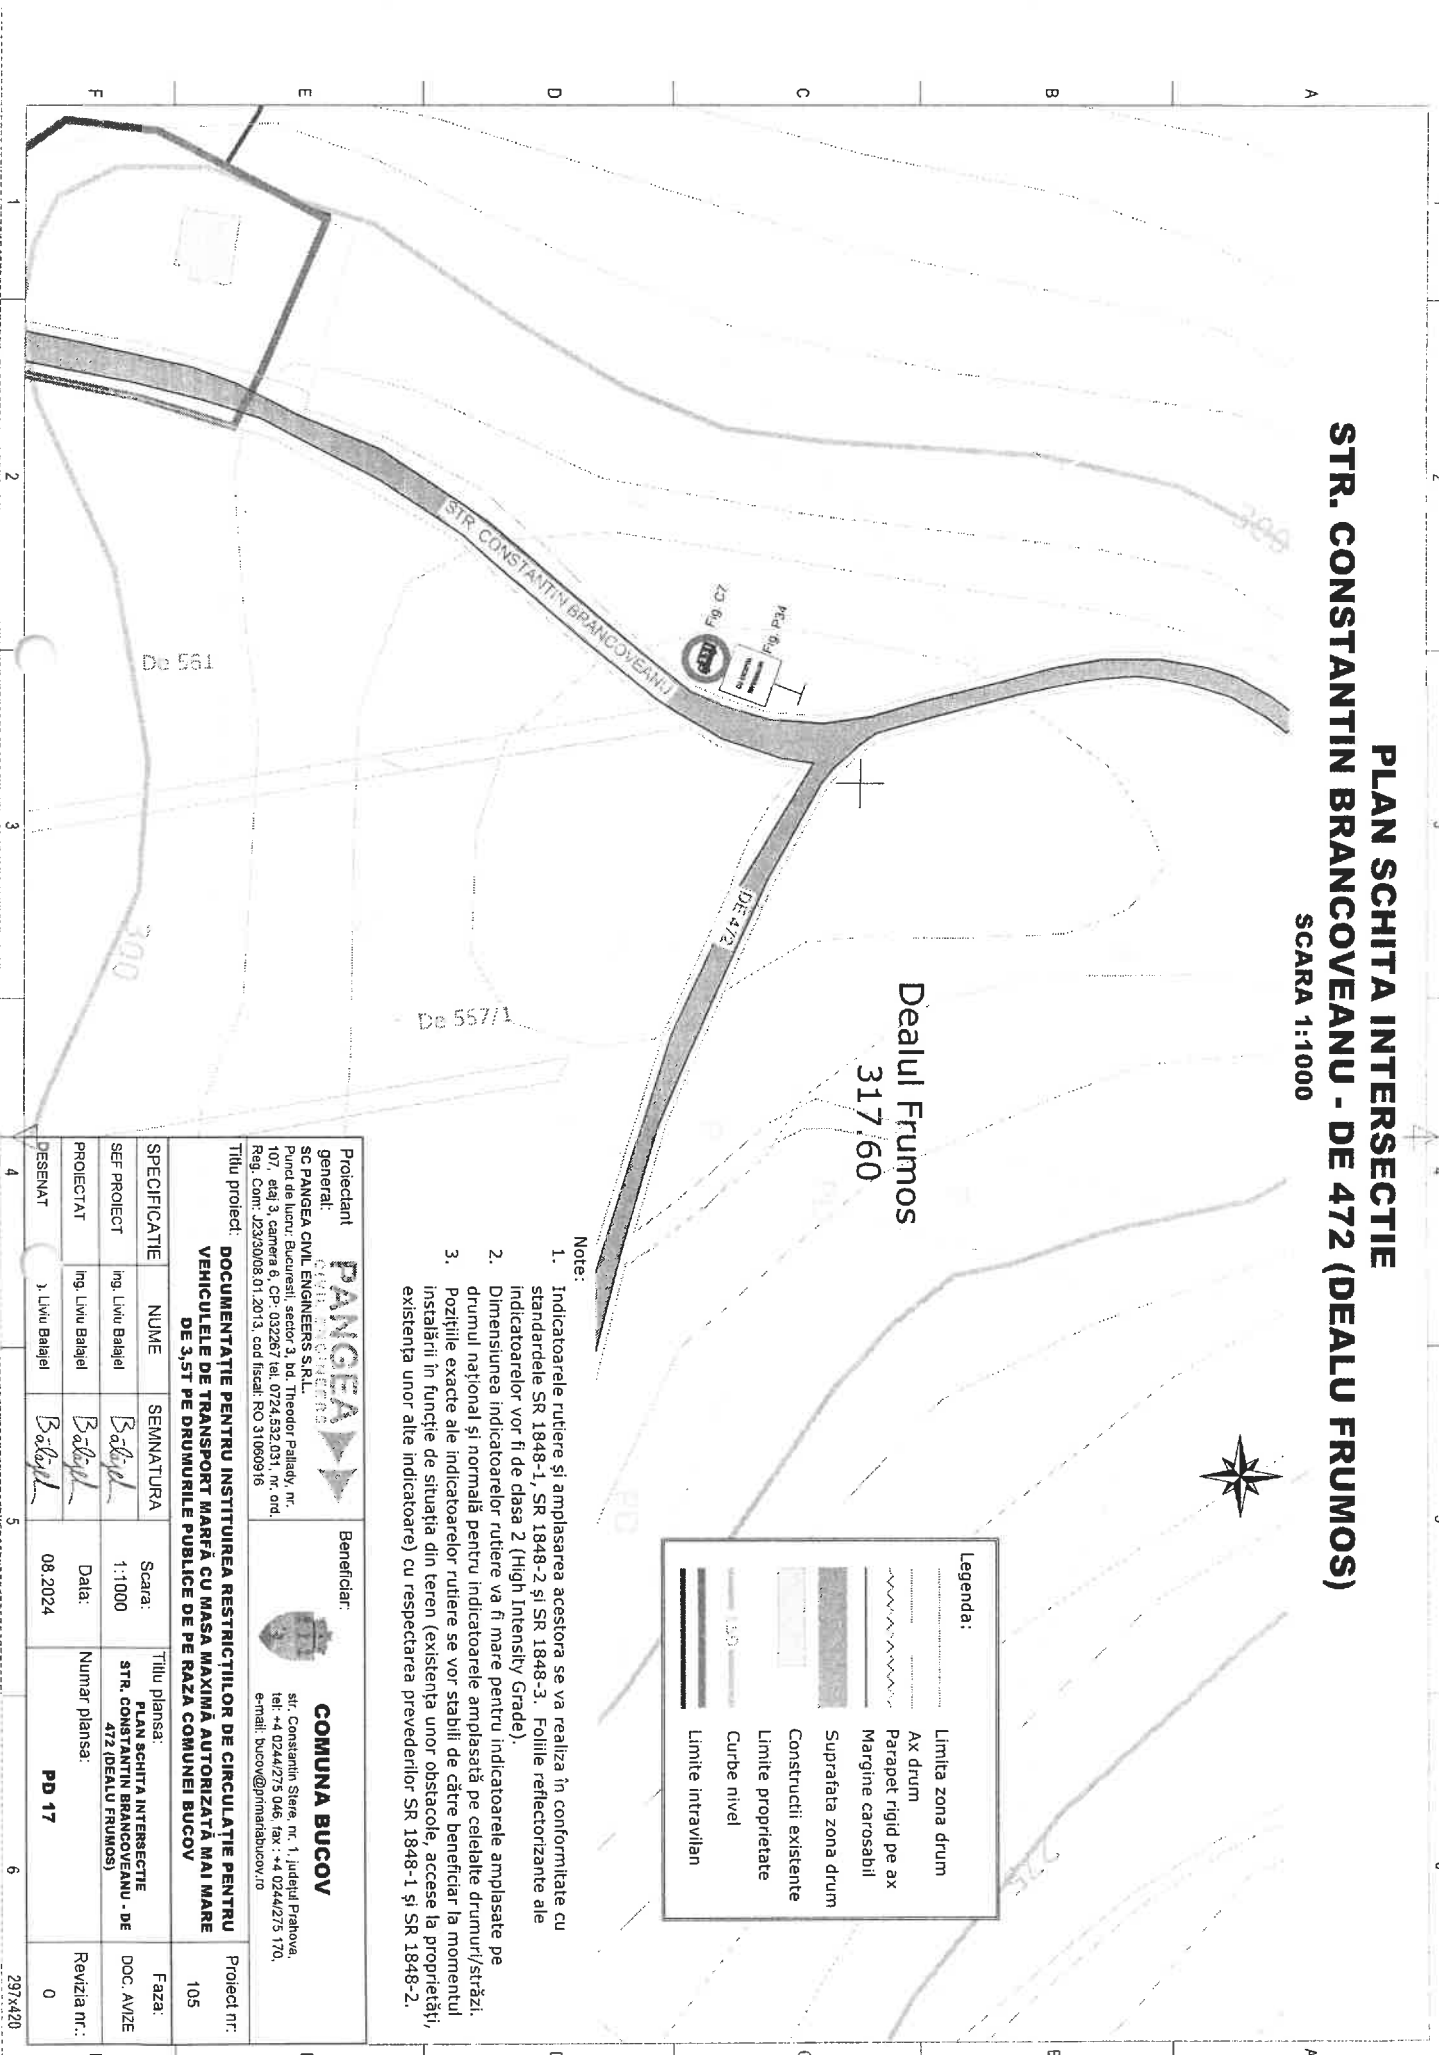 PLAN SCHITA INTERSECTIE
STR. CONSTANTIN BRANCOVEANU - DE 472 (DEALU FRUMOS)
SCARA 1:1000
A
B
C
D
E
F
1
2
3
4
5
6
300
Fig. C7
Fig. P34
STR. CONSTANTIN BRANCOVEANU
DE 472
De 561
De 557/1
300
Dealul Frumos
317.60
225
Legenda:
Limita zona drum
Ax drum
Parapet rigid pe ax
Margine carosabil
Suprafata zona drum
Constructii existente
Limite proprietate
Curbe nivel
Limite intravilan
Note:
1. Indicatoarele rutiere și amplasarea acestora se va realiza în conformitate cu
standardele SR 1848-1, SR 1848-2 și SR 1848-3. Foliile reflectorizante ale
indicatoarelor vor fi de clasa 2 (High Intensity Grade).
2. Dimensiunea indicatoarelor rutiere va fi mare pentru indicatoarele amplasate pe
drumul național și normală pentru indicatoarele amplasată pe celelalte drumuri/străzi.
3. Pozițiile exacte ale indicatoarelor rutiere se vor stabili de către beneficiar la momentul
instalării în funcție de situația din teren (existența unor obstacole, accese la proprietăți,
existența unor alte indicatoare) cu respectarea prevederilor SR 1848-1 și SR 1848-2.
Proiectant
general:
PANGEA
CIVIL ENGINEERS
SC PANGEA CIVIL ENGINEERS S.R.L.
Punct de lucru: Bucuresti, sector 3, bd. Theodor Pallady, nr.
107, etaj 3, camera 6, CP: 032267 tel. 0724.532.031, nr. ord.
Reg. Com: J23/30/08.01.2013, cod fiscal: RO 31060916
Beneficiar:
COMUNA BUCOV
str. Constantin Stere, nr. 1, județul Prahova,
tel: +4 0244/275 046, fax : +4 0244/275 170,
e-mail: bucov@primariabucov.ro
Titlu proiect:
DOCUMENTAȚIE PENTRU INSTITUIREA RESTRICȚIILOR DE CIRCULAȚIE PENTRU
VEHICULELE DE TRANSPORT MARFĂ CU MASA MAXIMĂ AUTORIZATĂ MAI MARE
DE 3,5T PE DRUMURILE PUBLICE DE PE RAZA COMUNEI BUCOV
Proiect nr:
105
SPECIFICATIE
NUME
SEMNATURA
Scara:
1:1000
Titlu plansa:
PLAN SCHITA INTERSECTIE
STR. CONSTANTIN BRANCOVEANU - DE
472 (DEALU FRUMOS)
Faza:
DOC. AVIZE
SEF PROIECT
ing. Liviu Balajel
Bălăjel
PROIECTAT
ing. Liviu Balajel
Bălăjel
Data:
08.2024
Numar plansa:
PD 17
Revizia nr.:
0
DESENAT
Liviu Balajel
Bălăjel
297x420